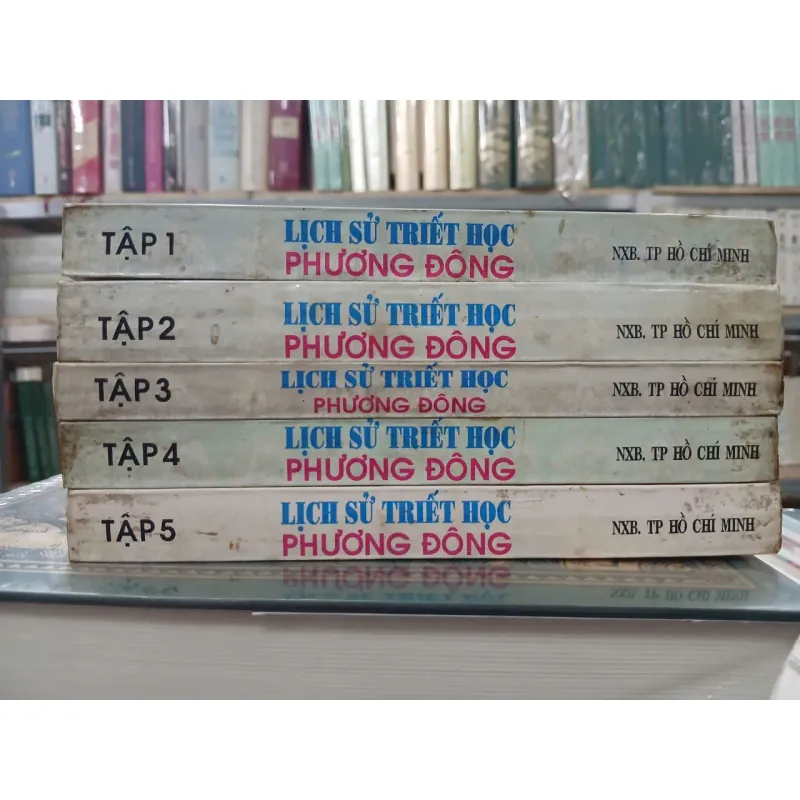 TẬP 1
LỊCH SỬ TRIẾT HỌC
PHƯƠNG ĐÔNG
NXB. TP HỒ CHÍ MINH
TẬP 2
LỊCH SỬ TRIẾT HỌC
PHƯƠNG ĐÔNG
NXB. TP HỒ CHÍ MINH
TẬP 3
LỊCH SỬ TRIẾT HỌC
PHƯƠNG ĐÔNG
NXB. TP HỒ CHÍ MINH
TẬP 4
LỊCH SỬ TRIẾT HỌC
PHƯƠNG ĐÔNG
NXB. TP HỒ CHÍ MINH
TẬP 5
LỊCH SỬ TRIẾT HỌC
PHƯƠNG ĐÔNG
NXB. TP HỒ CHÍ MINH